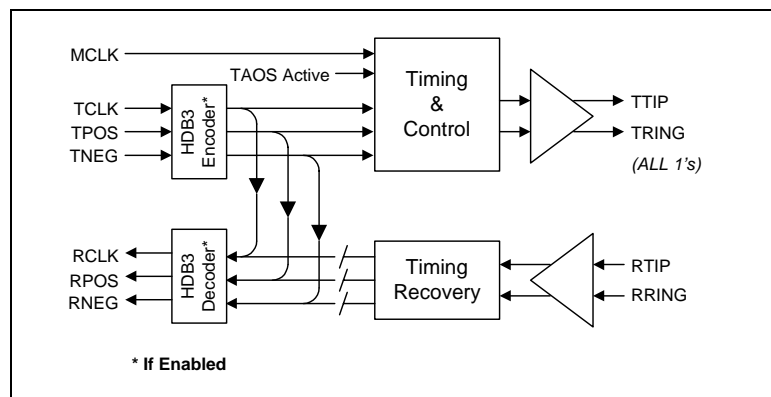 MCLK
TAOS Active
TCLK
TPOS
TNEG
HDB3
Encoder*
Timing
&
Control
TTIP
TRING
(ALL 1's)
RCLK
RPOS
RNEG
HDB3
Decoder*
Timing
Recovery
RTIP
RRING
* If Enabled